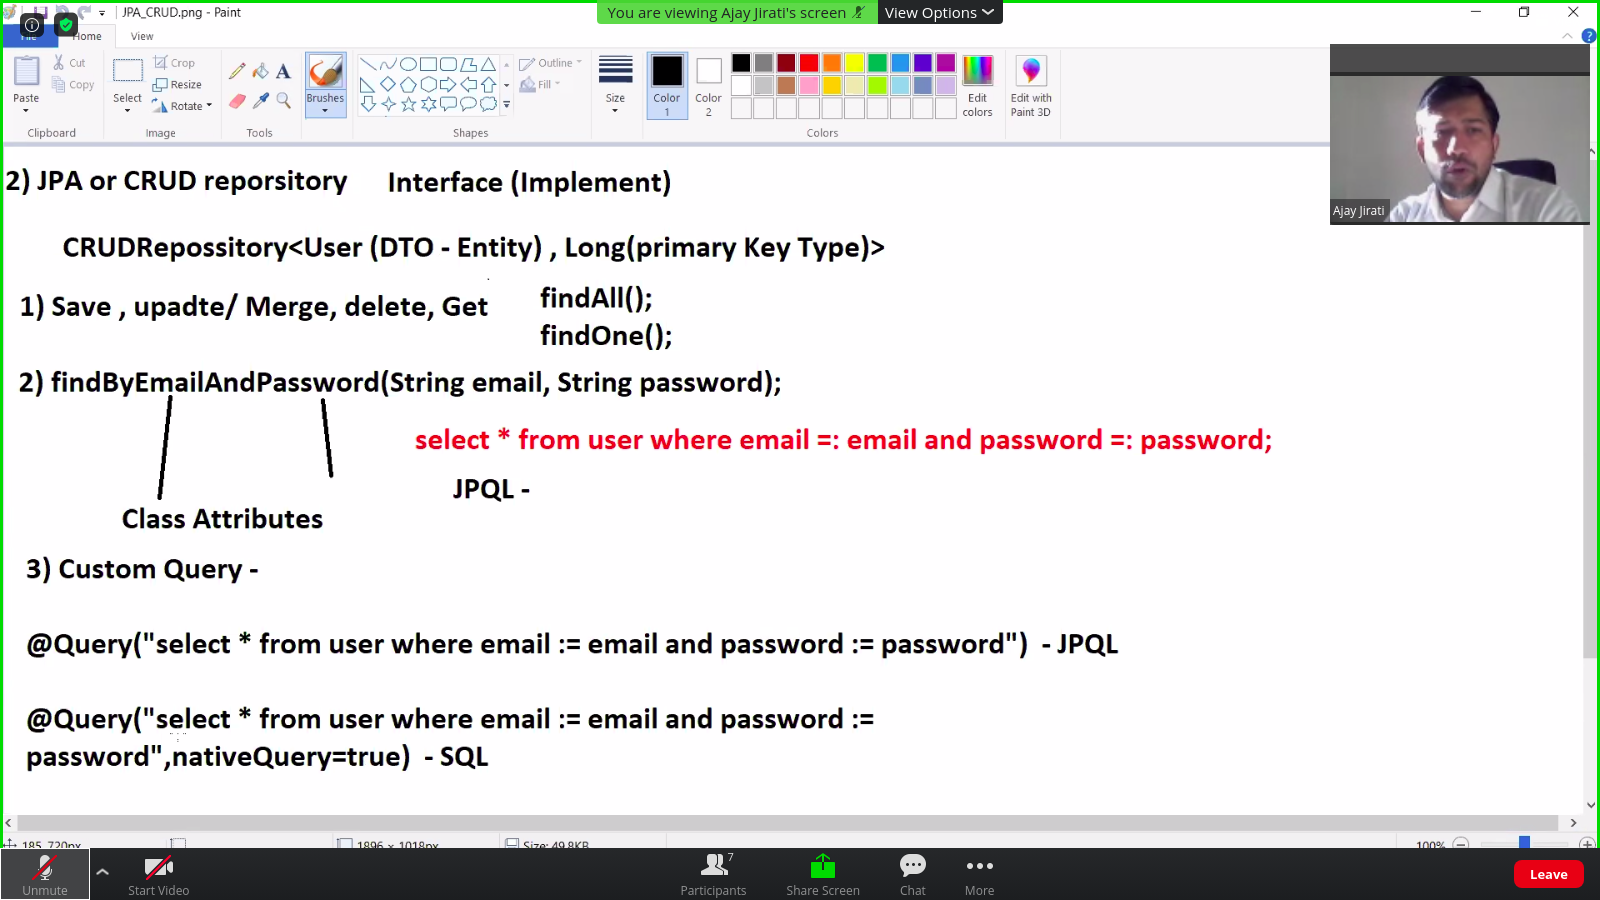 JPA_CRUD.png - Paint
You are viewing Ajay Jirati's screen
View Options
File
Home
View
Paste
Cut
Copy
Clipboard
Select
Crop
Resize
Rotate
Image
Tools
Brushes
Outline
Fill
Shapes
Size
Color 1
Color 2
Edit colors
Edit with Paint 3D
Colors
Ajay Jirati
2) JPA or CRUD reporsitory
Interface (Implement)
CRUDRepossitory<User (DTO - Entity) , Long(primary Key Type)>
1) Save , upadte/ Merge, delete, Get
findAll();
findOne();
2) findByEmailAndPassword(String email, String password);
select * from user where email =: email and password =: password;
JPQL -
Class Attributes
3) Custom Query -
@Query("select * from user where email := email and password := password")  - JPQL
@Query("select * from user where email := email and password :=
password",nativeQuery=true)  - SQL
185, 720px
1896 × 1018px
Size: 49.8KB
100%
Unmute
Start Video
Participants
7
Share Screen
Chat
More
Leave